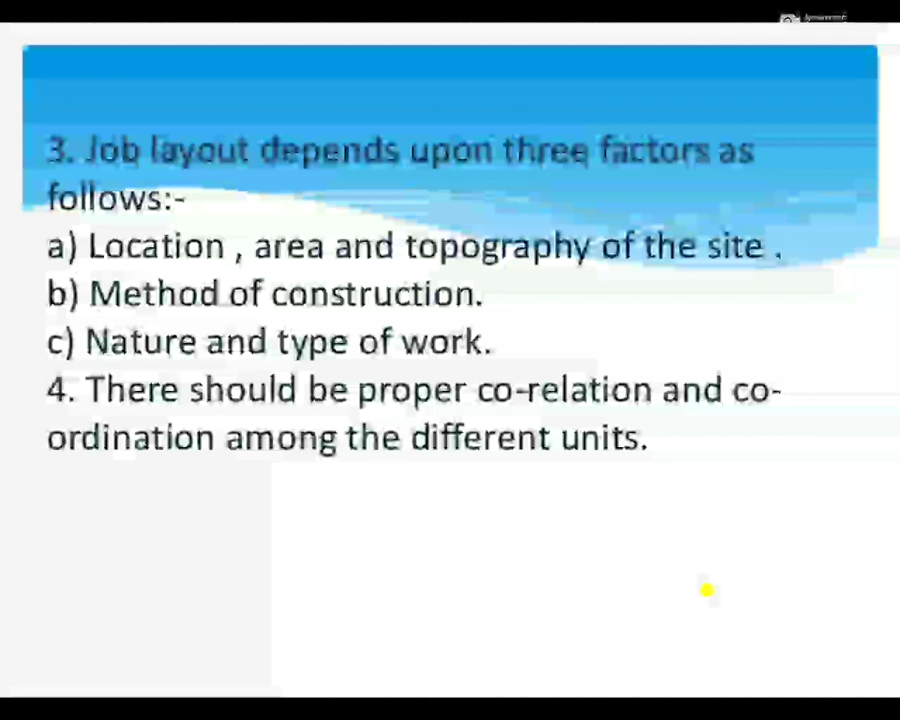 3. Job layout depends upon three factors as
follows:-
a) Location , area and topography of the site .
b) Method of construction.
c) Nature and type of work.
4. There should be proper co-relation and co-
ordination among the different units.